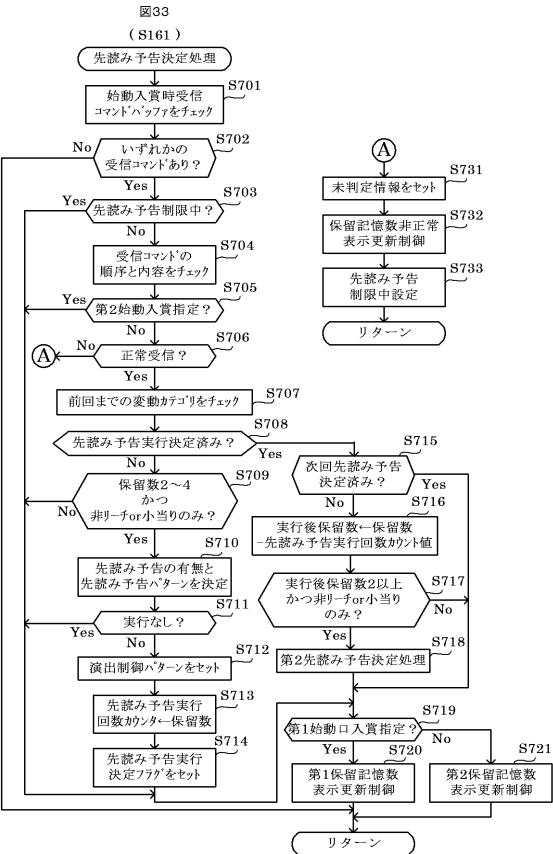 図33
(S161)
先読み予告決定処理
S701
始動入賞時受信
コマンドバッファをチェック
S702
いずれかの
受信コマンドあり？
No
Yes
S703
先読み予告制限中？
Yes
No
S704
受信コマンドの
順序と内容をチェック
S705
第2始動入賞指定？
Yes
No
S706
正常受信？
No
A
Yes
S707
前回までの変動カテゴリをチェック
S708
先読み予告実行決定済み？
Yes
No
S709
保留数2～4
かつ
非リーチor小当りのみ？
No
Yes
S710
先読み予告の有無と
先読み予告パターンを決定
S711
実行なし？
Yes
No
S712
演出制御パターンをセット
S713
先読み予告実行
回数カウンタ←保留数
S714
先読み予告実行
決定フラグをセット
S715
次回先読み予告
決定済み？
Yes
No
S716
実行後保留数←保留数
-先読み予告実行回数カウント値
S717
実行後保留数2以上
かつ非リーチor小当り
のみ？
No
Yes
S718
第2先読み予告決定処理
S719
第1始動口入賞指定？
Yes
No
S720
第1保留記憶数
表示更新制御
S721
第2保留記憶数
表示更新制御
リターン
A
S731
未判定情報をセット
S732
保留記憶数非正常
表示更新制御
S733
先読み予告
制限中設定
リターン